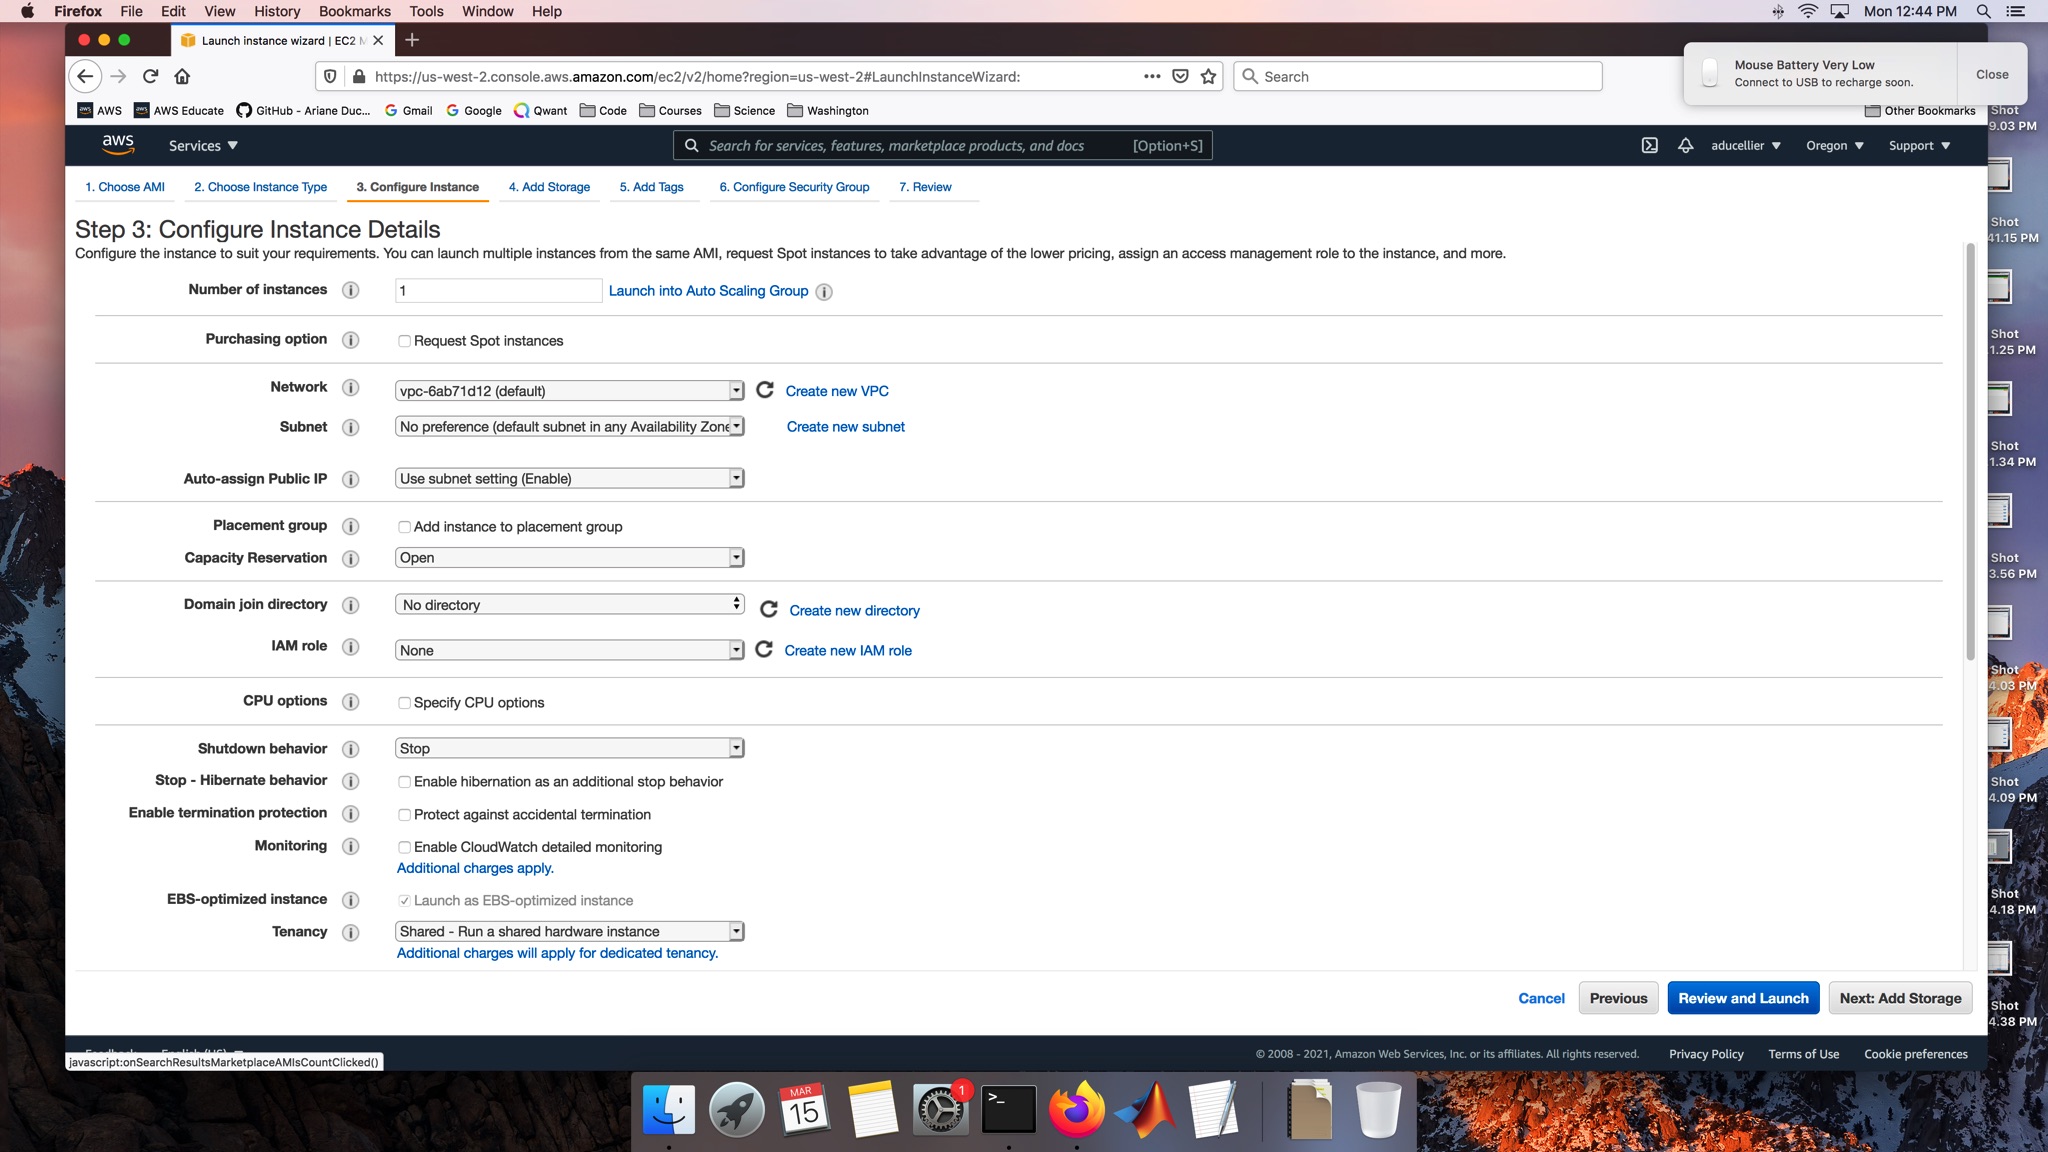 Firefox File Edit View History Bookmarks Tools Window Help Mon 12:44 PM
Launch instance wizard | EC2 M
https://us-west-2.console.aws.amazon.com/ec2/v2/home?region=us-west-2#LaunchInstanceWizard: Search
Mouse Battery Very Low
Connect to USB to recharge soon.
Close
AWS AWS Educate GitHub - Ariane Duc... Gmail Google Qwant Code Courses Science Washington Other Bookmarks
aws Services Search for services, features, marketplace products, and docs [Option+S] aducellier Oregon Support
1. Choose AMI 2. Choose Instance Type 3. Configure Instance 4. Add Storage 5. Add Tags 6. Configure Security Group 7. Review
Step 3: Configure Instance Details
Configure the instance to suit your requirements. You can launch multiple instances from the same AMI, request Spot instances to take advantage of the lower pricing, assign an access management role to the instance, and more.
Number of instances 1 Launch into Auto Scaling Group
Purchasing option Request Spot instances
Network vpc-6ab71d12 (default) Create new VPC
Subnet No preference (default subnet in any Availability Zone Create new subnet
Auto-assign Public IP Use subnet setting (Enable)
Placement group Add instance to placement group
Capacity Reservation Open
Domain join directory No directory Create new directory
IAM role None Create new IAM role
CPU options Specify CPU options
Shutdown behavior Stop
Stop - Hibernate behavior Enable hibernation as an additional stop behavior
Enable termination protection Protect against accidental termination
Monitoring Enable CloudWatch detailed monitoring
Additional charges apply.
EBS-optimized instance Launch as EBS-optimized instance
Tenancy Shared - Run a shared hardware instance
Additional charges will apply for dedicated tenancy.
Cancel Previous Review and Launch Next: Add Storage
© 2008 - 2021, Amazon Web Services, Inc. or its affiliates. All rights reserved. Privacy Policy Terms of Use Cookie preferences
javascript:onSearchResultsMarketplaceAMIsCountClicked()
Shot
9.03 PM
Shot
41.15 PM
Shot
1.25 PM
Shot
1.34 PM
Shot
3.56 PM
Shot
4.03 PM
Shot
4.09 PM
Shot
4.18 PM
Shot
4.38 PM
MAR
15
1
>_